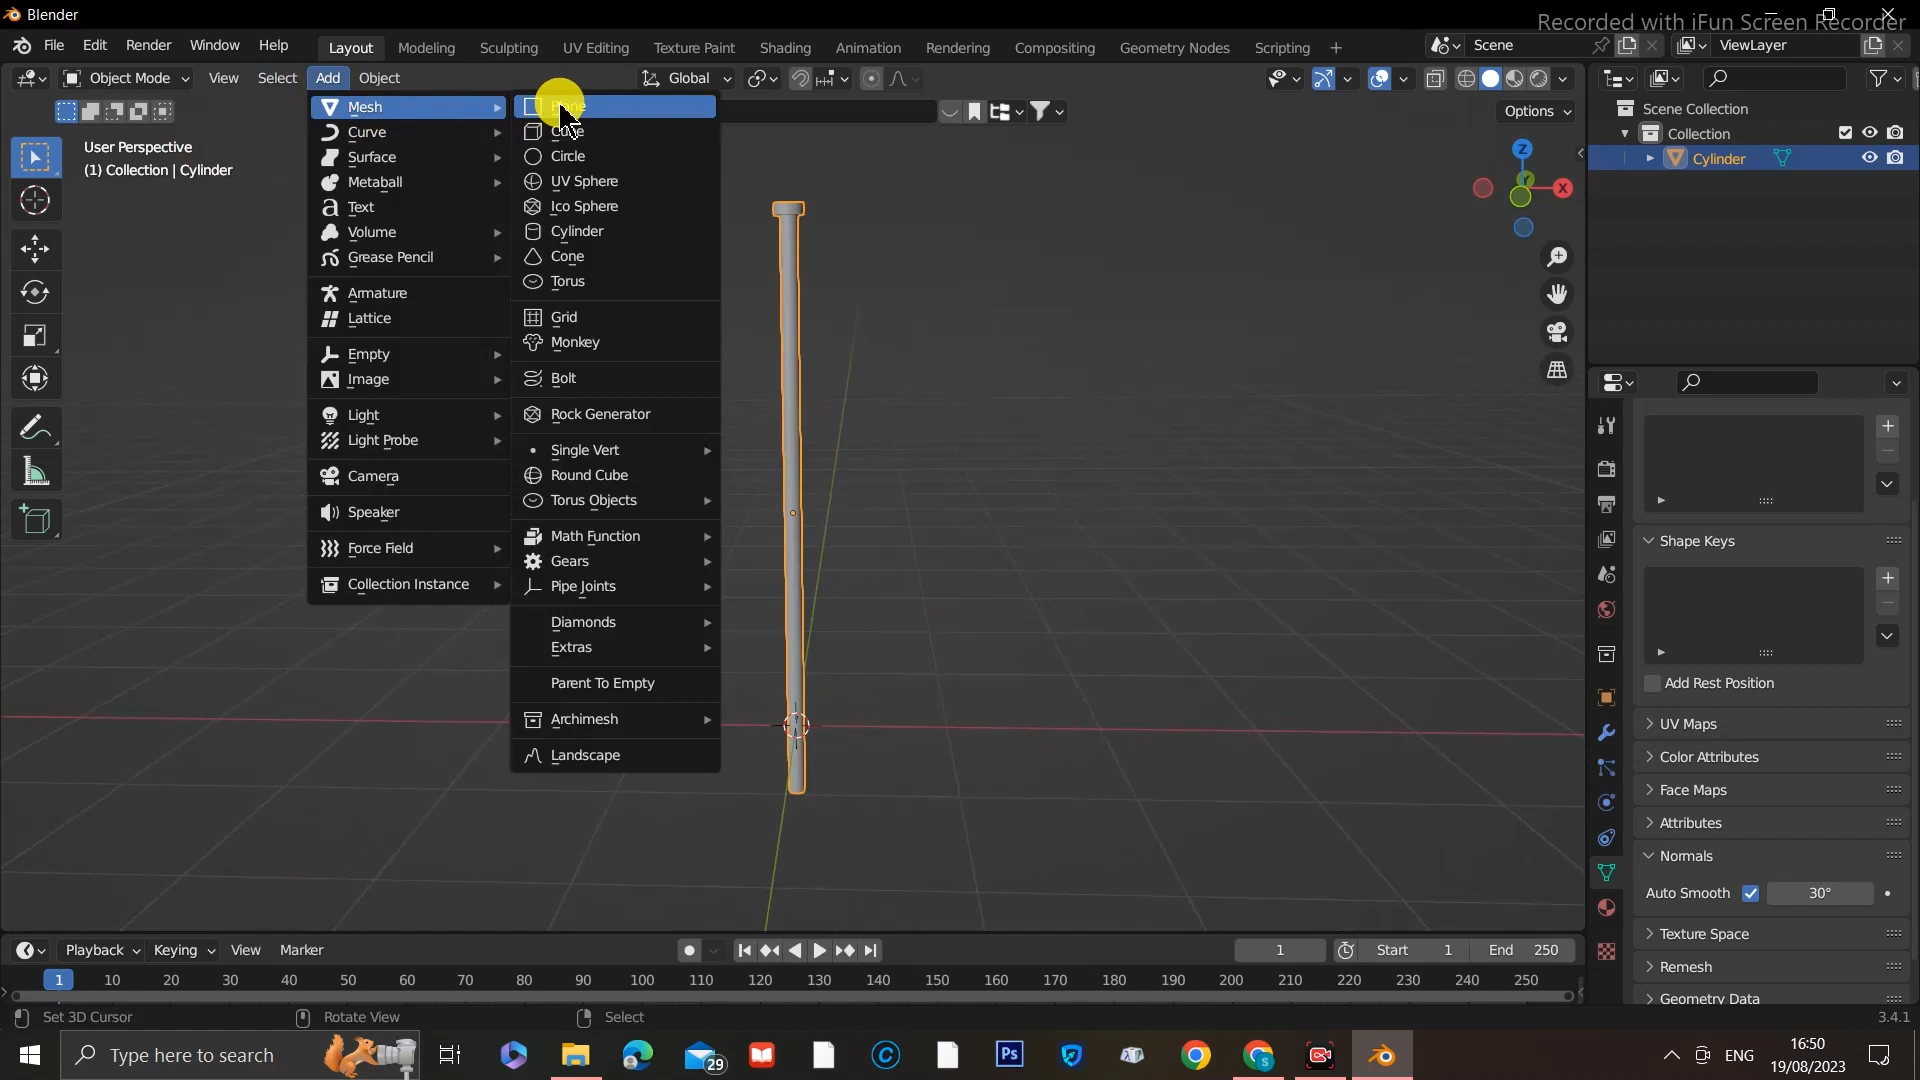 Blender
Recorded with iFun Screen Recorder
File Edit Render Window Help
Layout Modeling Sculpting UV Editing Texture Paint Shading Animation Rendering Compositing Geometry Nodes Scripting
Scene
ViewLayer
Object Mode View Select Add Object
Global
Options
User Perspective
(1) Collection | Cylinder
Mesh
Curve
Surface
Metaball
Text
Volume
Grease Pencil
Armature
Lattice
Empty
Image
Light
Light Probe
Camera
Speaker
Force Field
Collection Instance
Plane
Cube
Circle
UV Sphere
Ico Sphere
Cylinder
Cone
Torus
Grid
Monkey
Bolt
Rock Generator
Single Vert
Round Cube
Torus Objects
Math Function
Gears
Pipe Joints
Diamonds
Extras
Parent To Empty
Archimesh
Landscape
Z
Y
X
Scene Collection
Collection
Cylinder
Shape Keys
Add Rest Position
UV Maps
Color Attributes
Face Maps
Attributes
Normals
Auto Smooth 30°
Texture Space
Remesh
Geometry Data
Playback Keying View Marker
1 Start 1 End 250
1 10 20 30 40 50 60 70 80 90 100 110 120 130 140 150 160 170 180 190 200 210 220 230 240 250
Set 3D Cursor Rotate View Select
3.4.1
Type here to search
29
Ps
ENG
16:50
19/08/2023